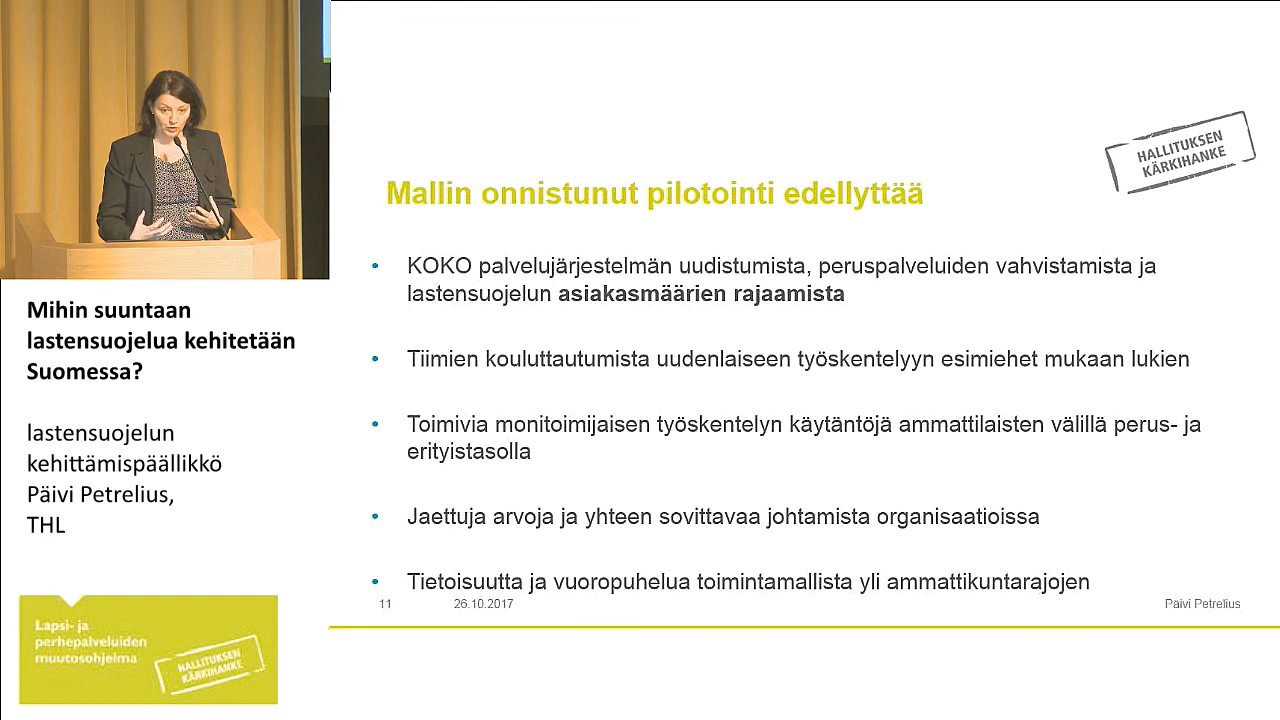 HALLITUKSEN
KÄRKIHANKE
Mallin onnistunut pilotointi edellyttää
• KOKO palvelujärjestelmän uudistumista, peruspalveluiden vahvistamista ja
lastensuojelun asiakasmäärien rajaamista
• Tiimien kouluttautumista uudenlaiseen työskentelyyn esimiehet mukaan lukien
• Toimivia monitoimijaisen työskentelyn käytäntöjä ammattilaisten välillä perus- ja
erityistasolla
• Jaettuja arvoja ja yhteen sovittavaa johtamista organisaatioissa
• Tietoisuutta ja vuoropuhelua toimintamallista yli ammattikuntarajojen
11 26.10.2017 Päivi Petrelius
Mihin suuntaan
lastensuojelua kehitetään
Suomessa?
lastensuojelun
kehittämispäällikkö
Päivi Petrelius,
THL
Lapsi- ja
perhepalveluiden
muutosohjelma
HALLITUKSEN
KÄRKIHANKE